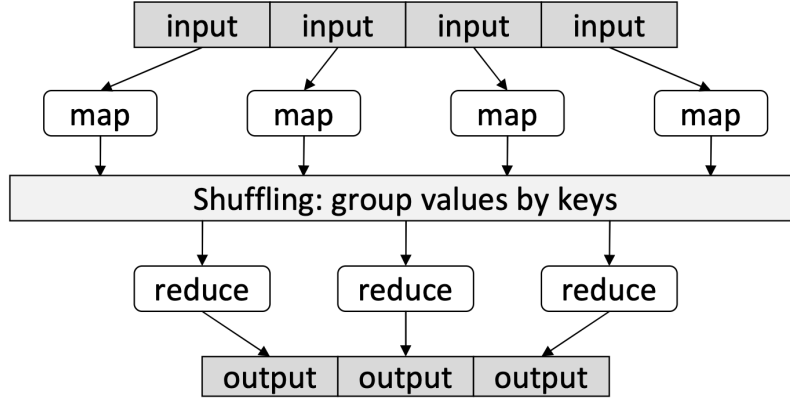 input input input input
map map map map
Shuffling: group values by keys
reduce reduce reduce
output output output